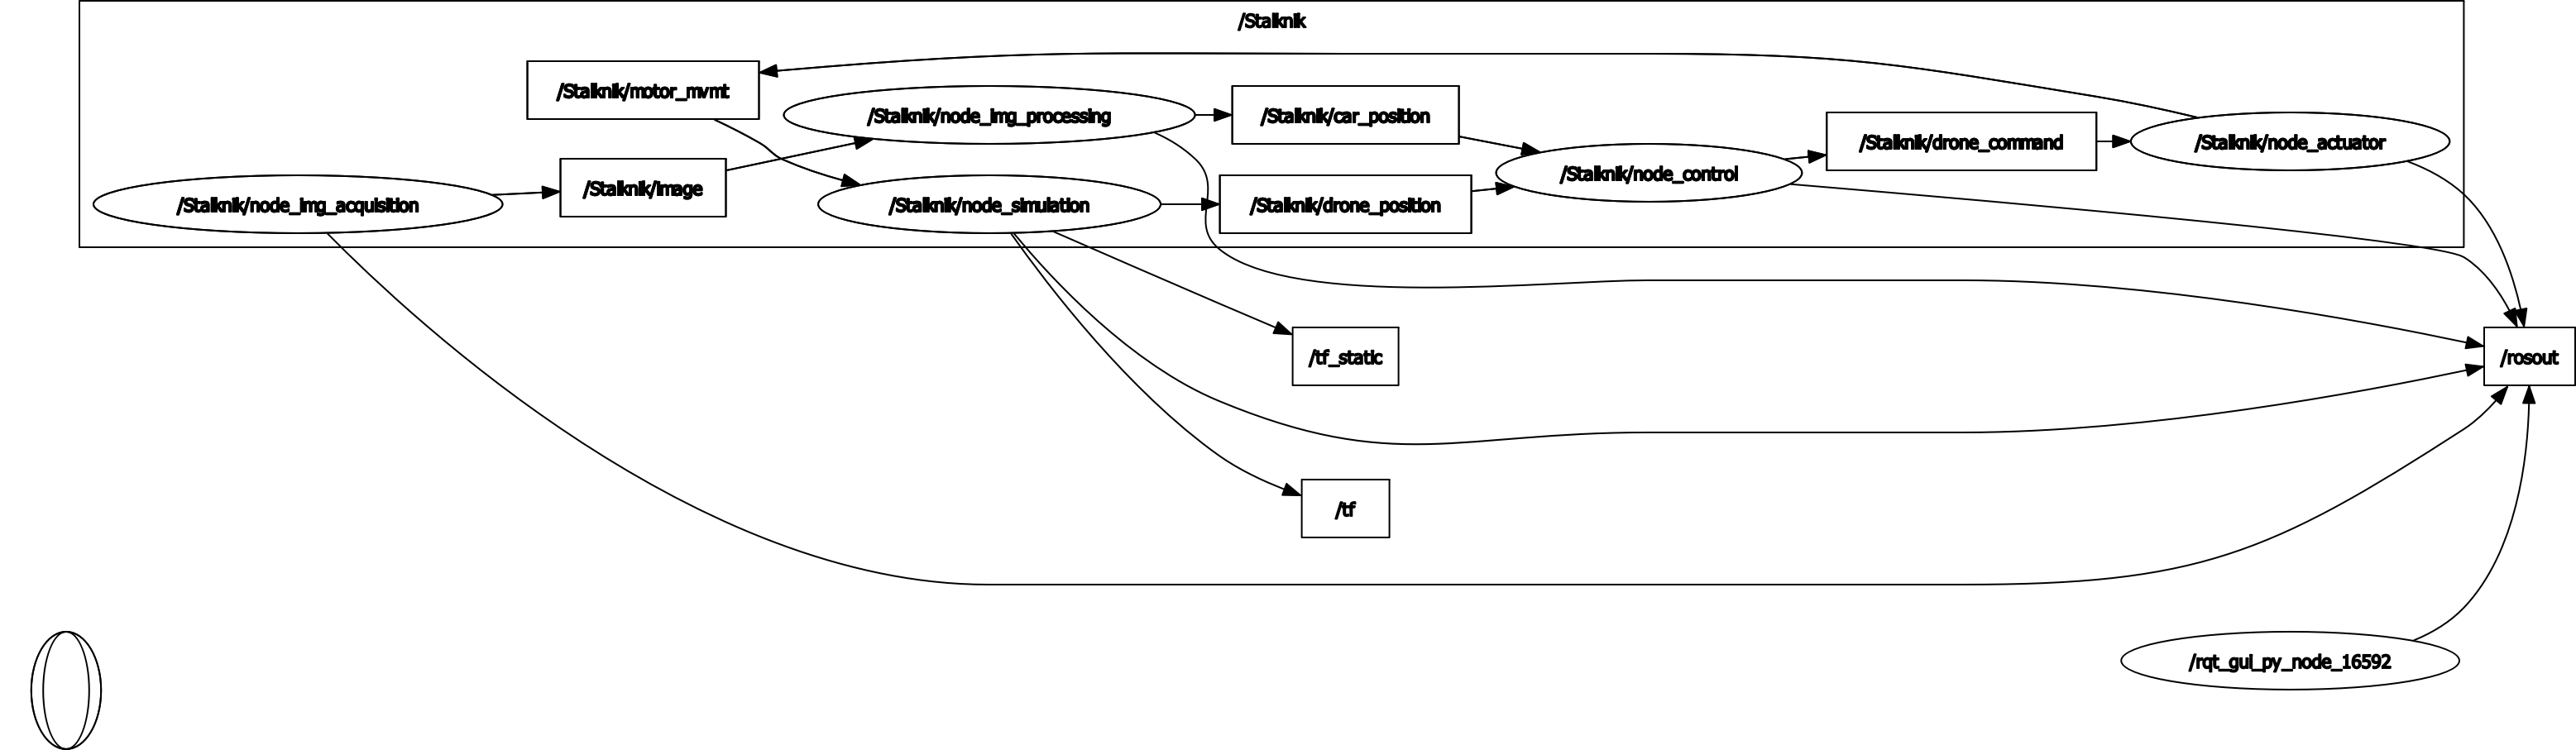 /Stalknik
/Stalknik/motor_mvmt
/Stalknik/node_img_processing
/Stalknik/car_position
/Stalknik/drone_command
/Stalknik/node_actuator
/Stalknik/node_img_acquisition
/Stalknik/image
/Stalknik/node_simulation
/Stalknik/drone_position
/Stalknik/node_control
/tf_static
/rosout
/tf
/rqt_gui_py_node_16592